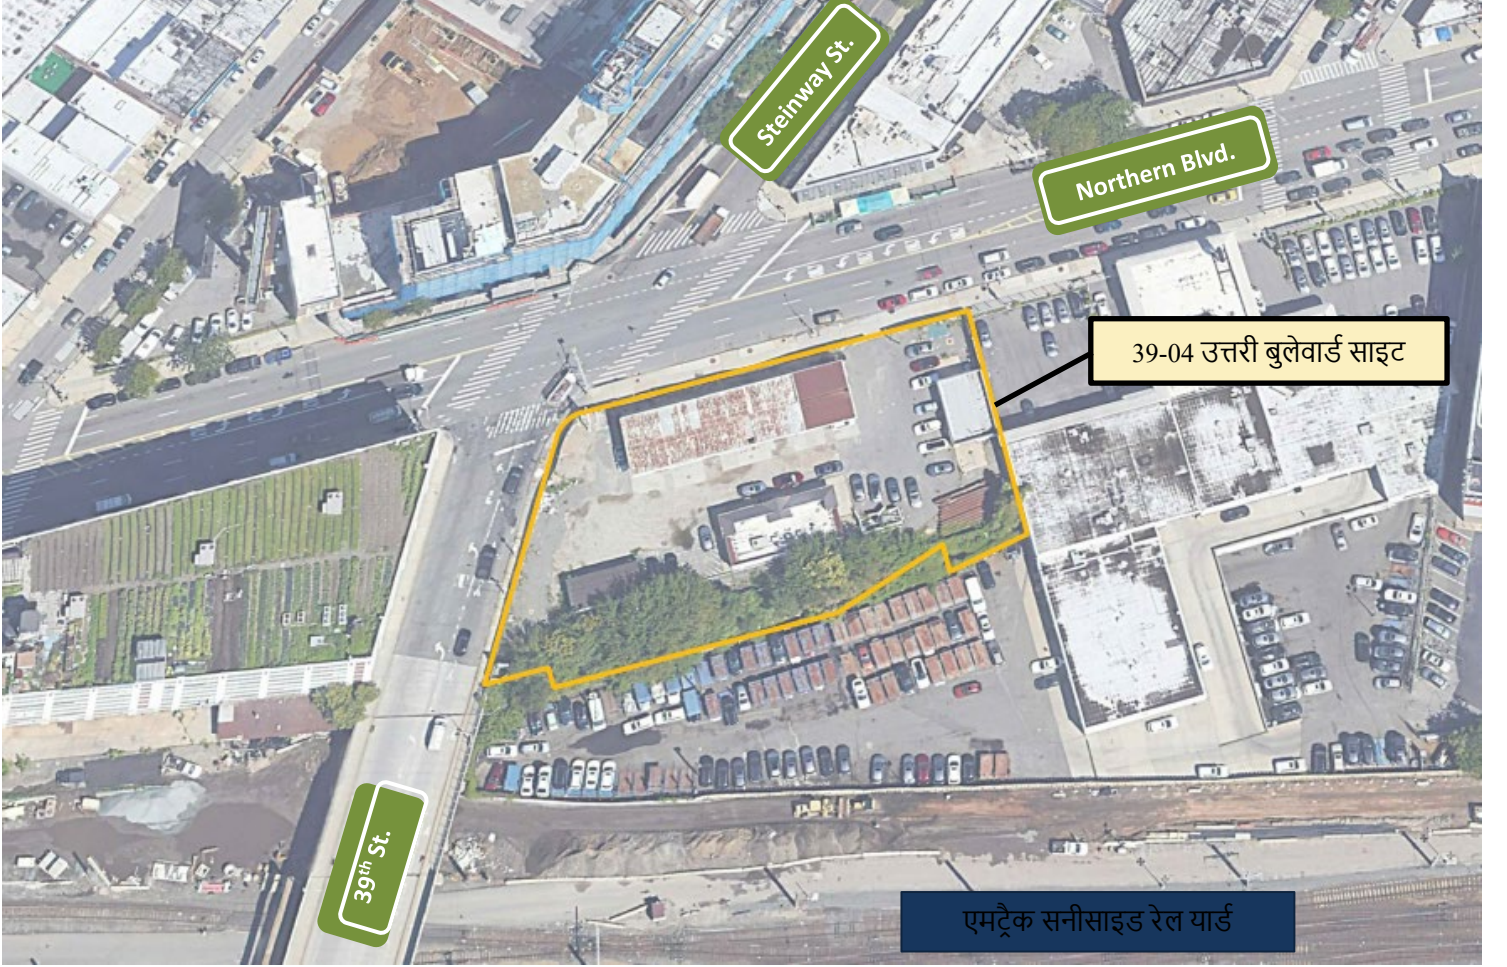 Steinway St.
Northern Blvd.
39-04 उत्तरी बुलेवार्ड साइट
39th St.
एमट्रैक सनीसाइड रेल यार्ड